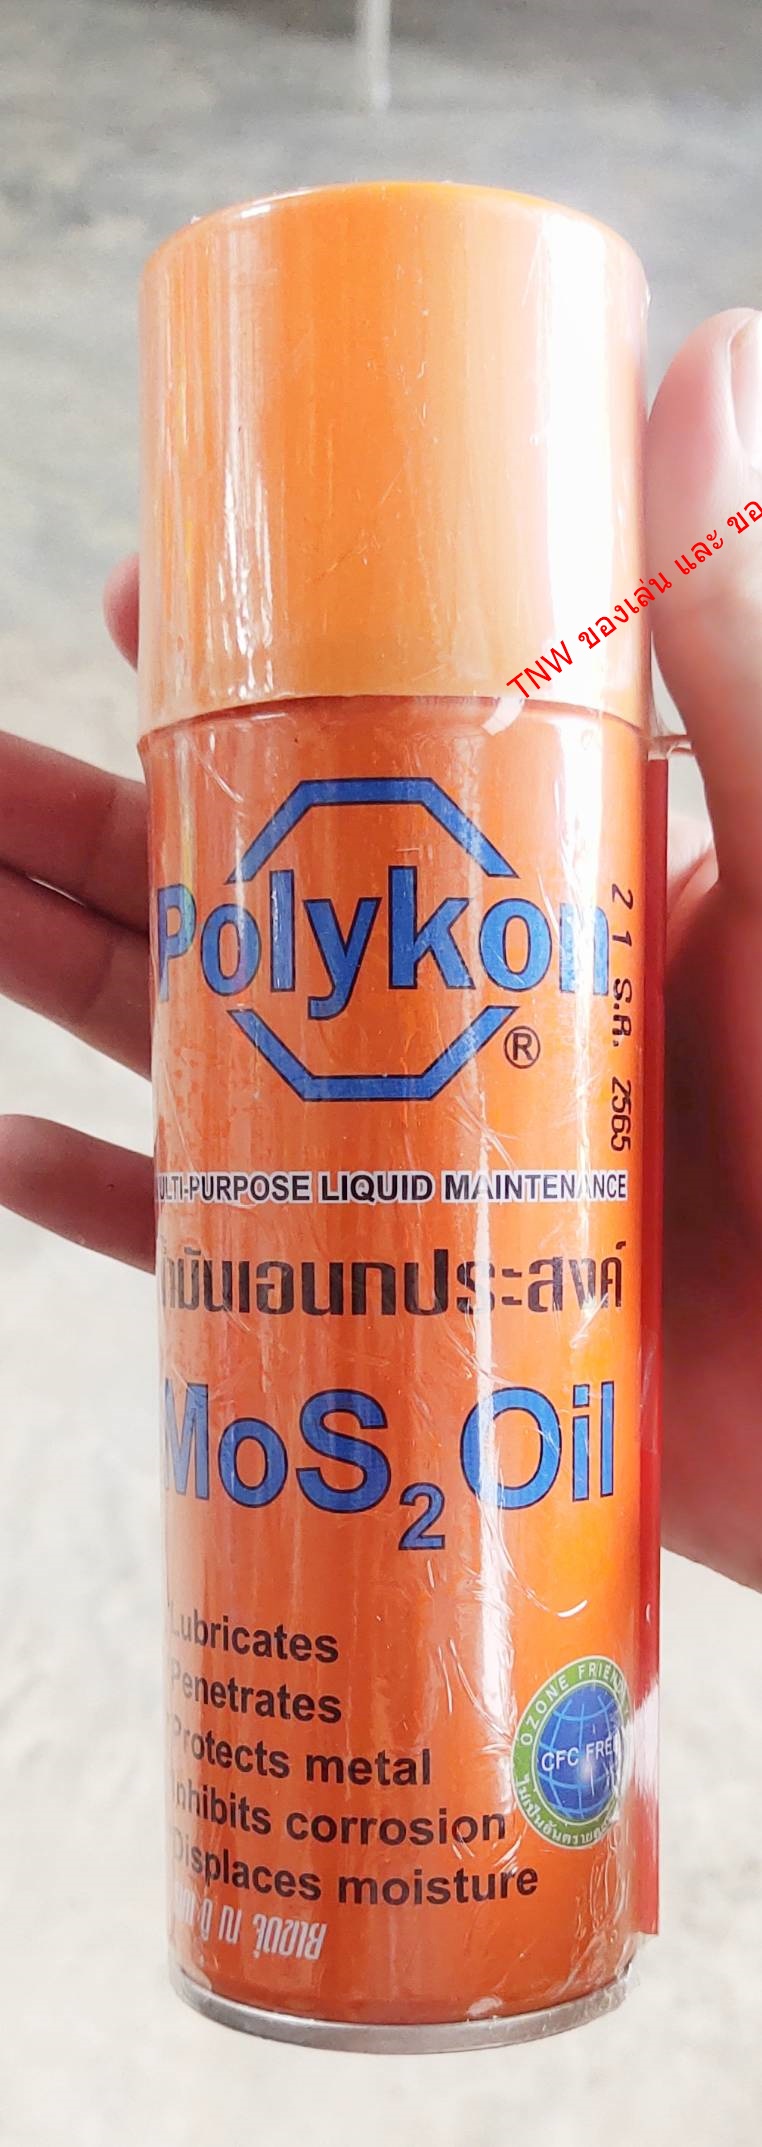 TNW ของเล่น และ ขอ
Polykon
®
21 S.A. 2565
ULTI-PURPOSE LIQUID MAINTENANCE
น้ำมันเอนกประสงค์
MoS₂ Oil
Lubricates
Penetrates
Protects metal
Inhibits corrosion
Displaces moisture
OZONE FRIENDLY
CFC FREE